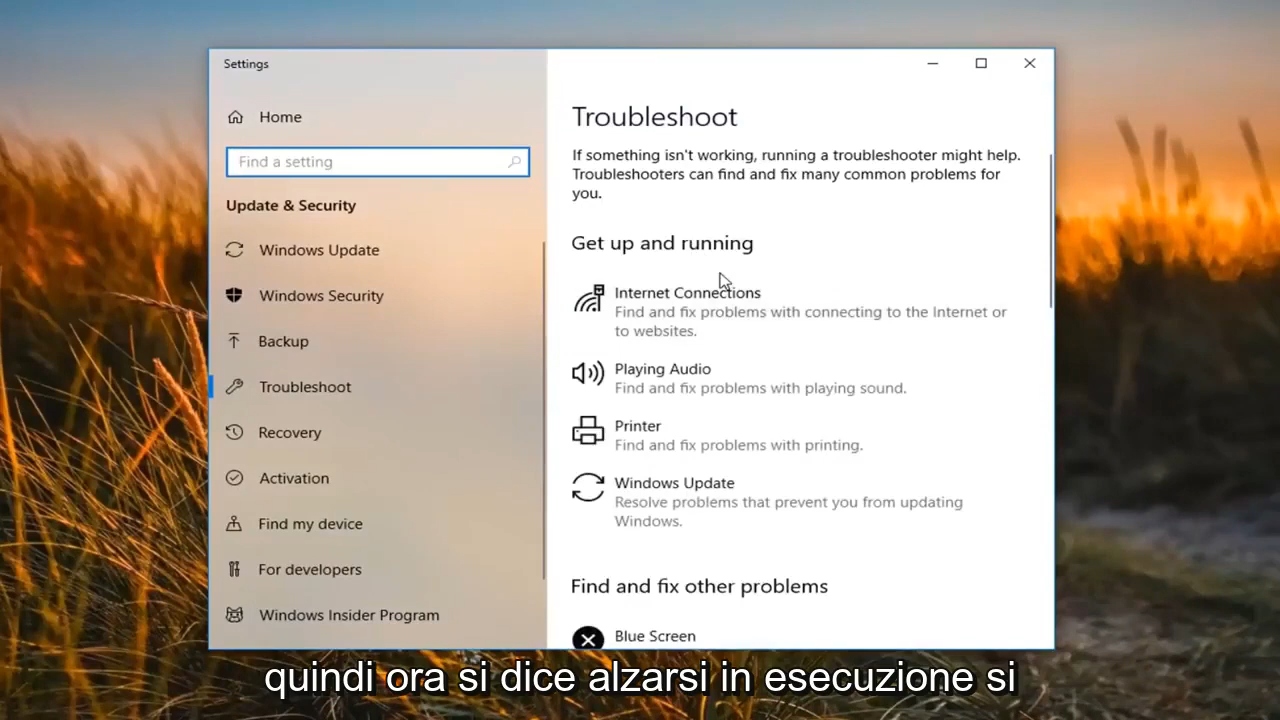 Settings
Home
Find a setting
Update & Security
Windows Update
Windows Security
Backup
Troubleshoot
Recovery
Activation
Find my device
For developers
Windows Insider Program
Troubleshoot
If something isn't working, running a troubleshooter might help.
Troubleshooters can find and fix many common problems for
you.
Get up and running
Internet Connections
Find and fix problems with connecting to the Internet or
to websites.
Playing Audio
Find and fix problems with playing sound.
Printer
Find and fix problems with printing.
Windows Update
Resolve problems that prevent you from updating
Windows.
Find and fix other problems
Blue Screen
quindi ora si dice alzarsi in esecuzione si